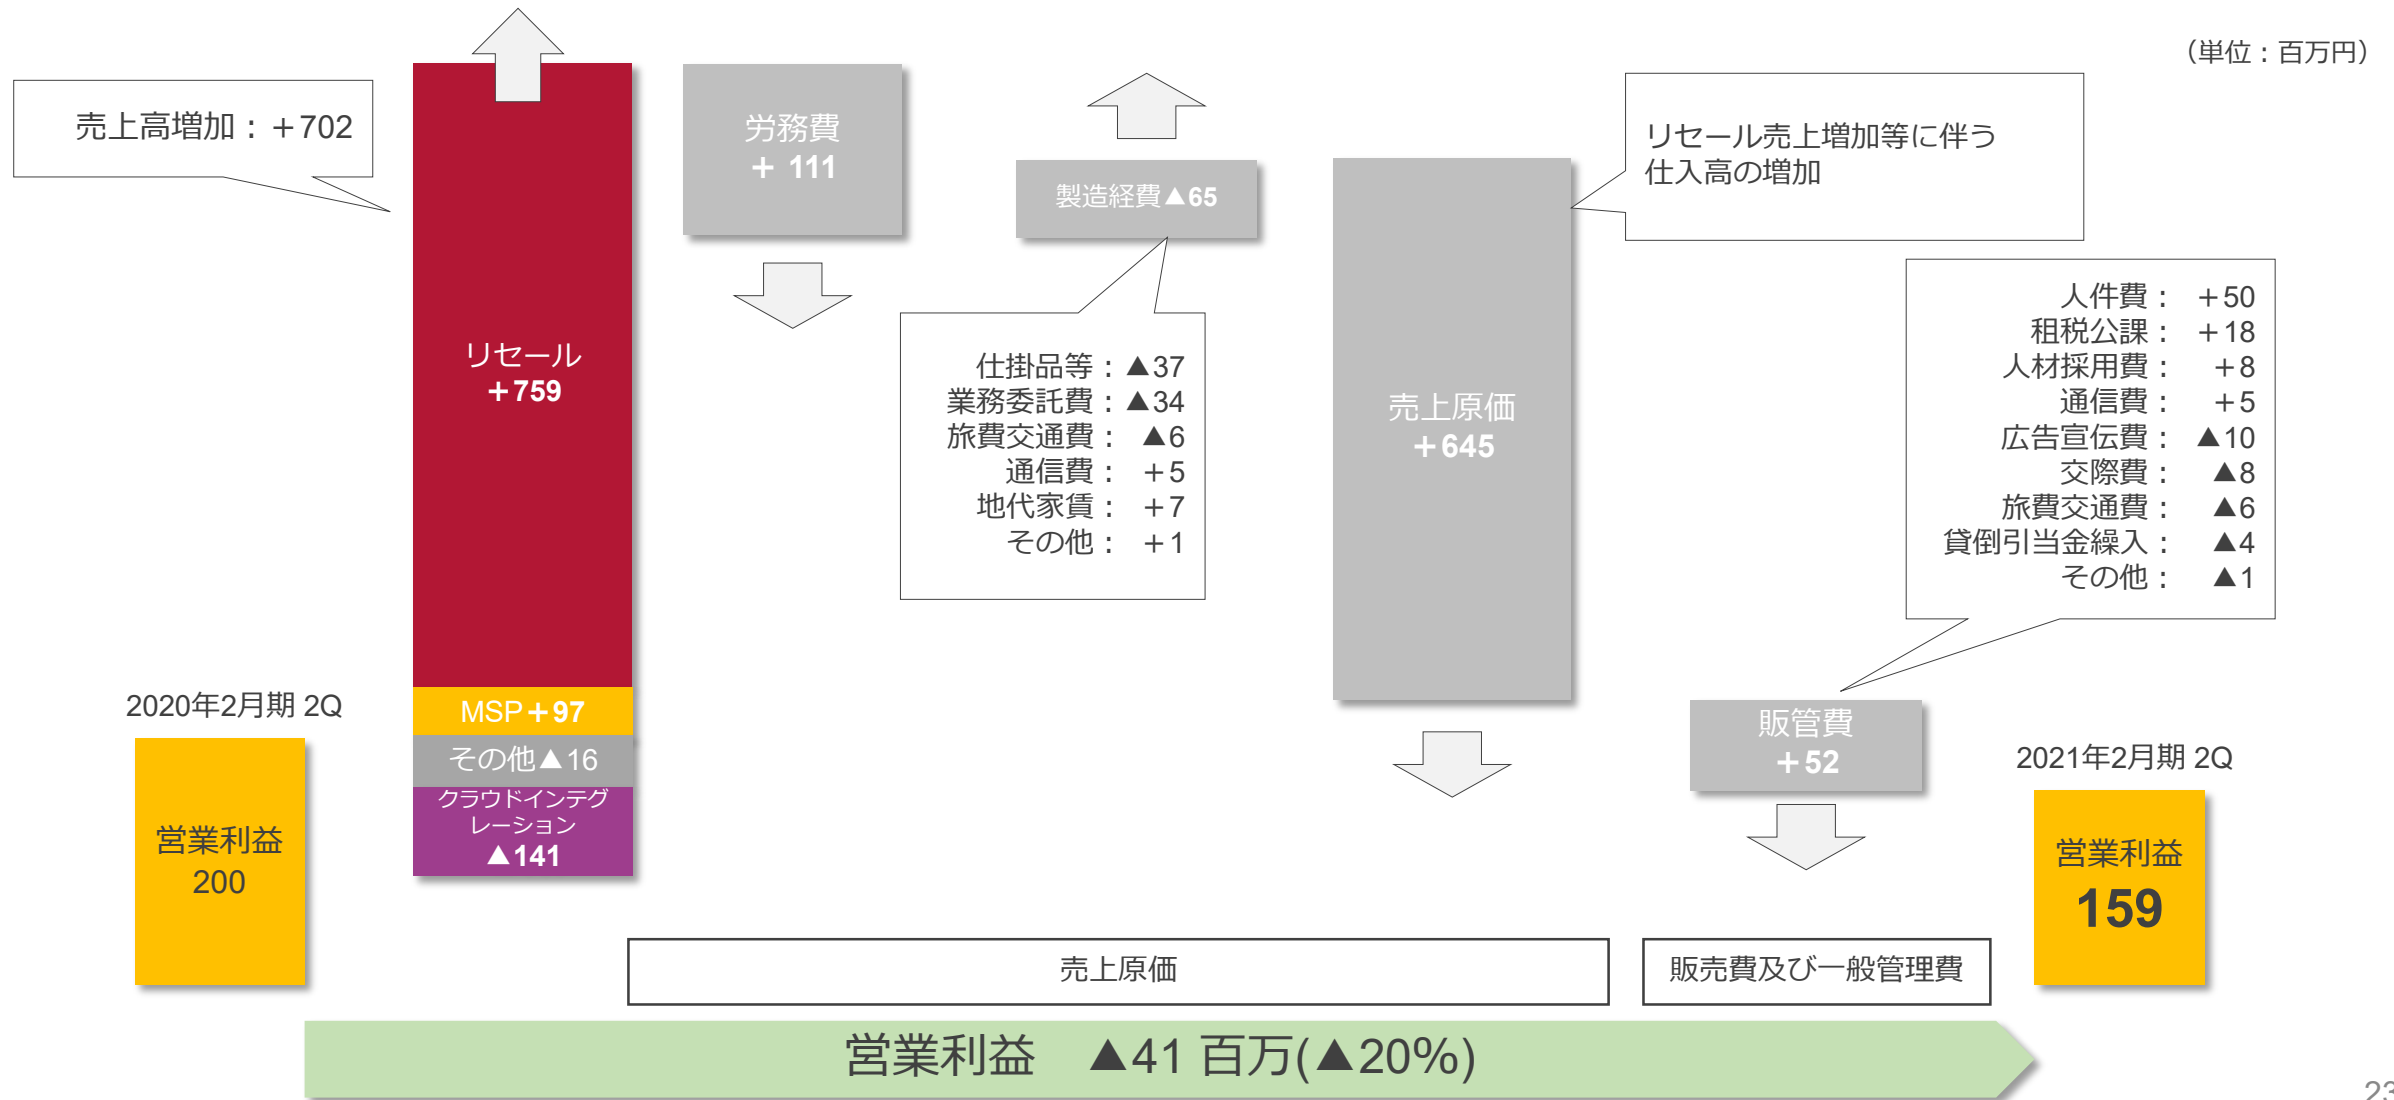 （単位：百万円）
売上高増加：＋702
リセール
＋759
MSP＋97
その他▲16
クラウドインテグ
レーション
▲141
労務費
＋ 111
製造経費▲65
仕掛品等：▲37
業務委託費：▲34
旅費交通費： ▲6
通信費： ＋5
地代家賃： ＋7
その他： ＋1
売上原価
＋645
リセール売上増加等に伴う
仕入高の増加
人件費： ＋50
租税公課： ＋18
人材採用費： ＋8
通信費： ＋5
広告宣伝費： ▲10
交際費： ▲8
旅費交通費： ▲6
貸倒引当金繰入： ▲4
その他： ▲1
販管費
＋52
2020年2月期 2Q
営業利益
200
2021年2月期 2Q
営業利益
159
売上原価
販売費及び一般管理費
営業利益　▲41 百万(▲20%)
23